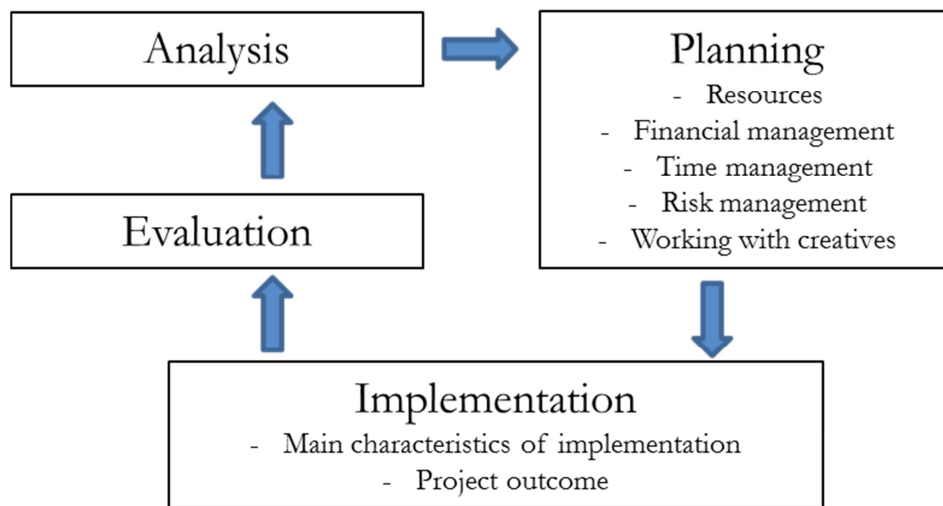 Analysis
Planning
- Resources
- Financial management
- Time management
- Risk management
- Working with creatives
Evaluation
Implementation
- Main characteristics of implementation
- Project outcome